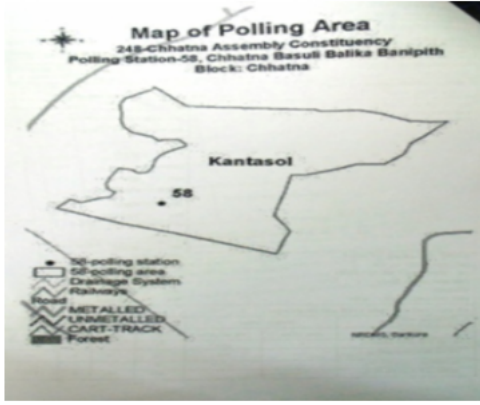 Map of Polling Area
248-Chhatna Assembly Constituency
Polling Station-58, Chhatna Basuli Balika Banipith
Block: Chhatna
Kantasol
58
58-polling station
58-polling area
Drainage System
Railways
Road
METALLED
UNMETALLED
CART-TRACK
Forest